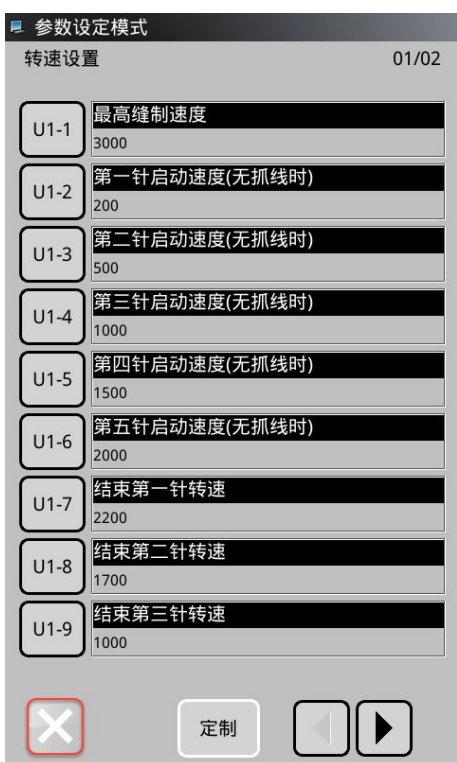 参数设定模式
转速设置 01/02
U1-1 最高缝制速度
3000
U1-2 第一针启动速度(无抓线时)
200
U1-3 第二针启动速度(无抓线时)
500
U1-4 第三针启动速度(无抓线时)
1000
U1-5 第四针启动速度(无抓线时)
1500
U1-6 第五针启动速度(无抓线时)
2000
U1-7 结束第一针转速
2200
U1-8 结束第二针转速
1700
U1-9 结束第三针转速
1000
定制